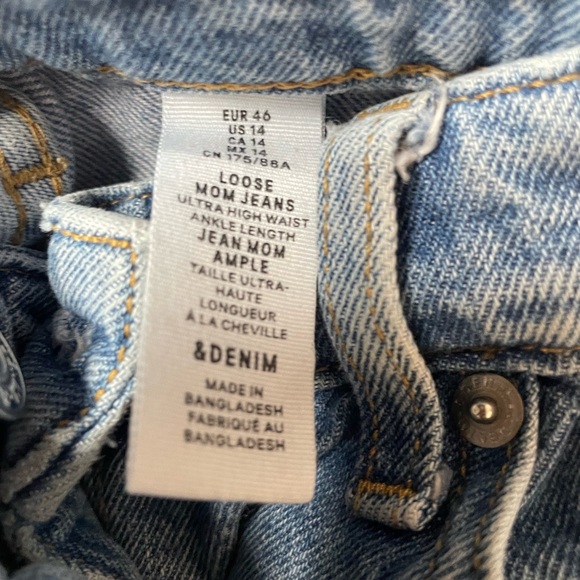 EUR 46
US 14
CA 14
MX 14
CN 175/88A
LOOSE
MOM JEANS
ULTRA HIGH WAIST
ANKLE LENGTH
JEAN MOM
AMPLE
TAILLE ULTRA-
HAUTE
LONGUEUR
À LA CHEVILLE
&DENIM
MADE IN
BANGLADESH
FABRIQUÉ AU
BANGLADESH